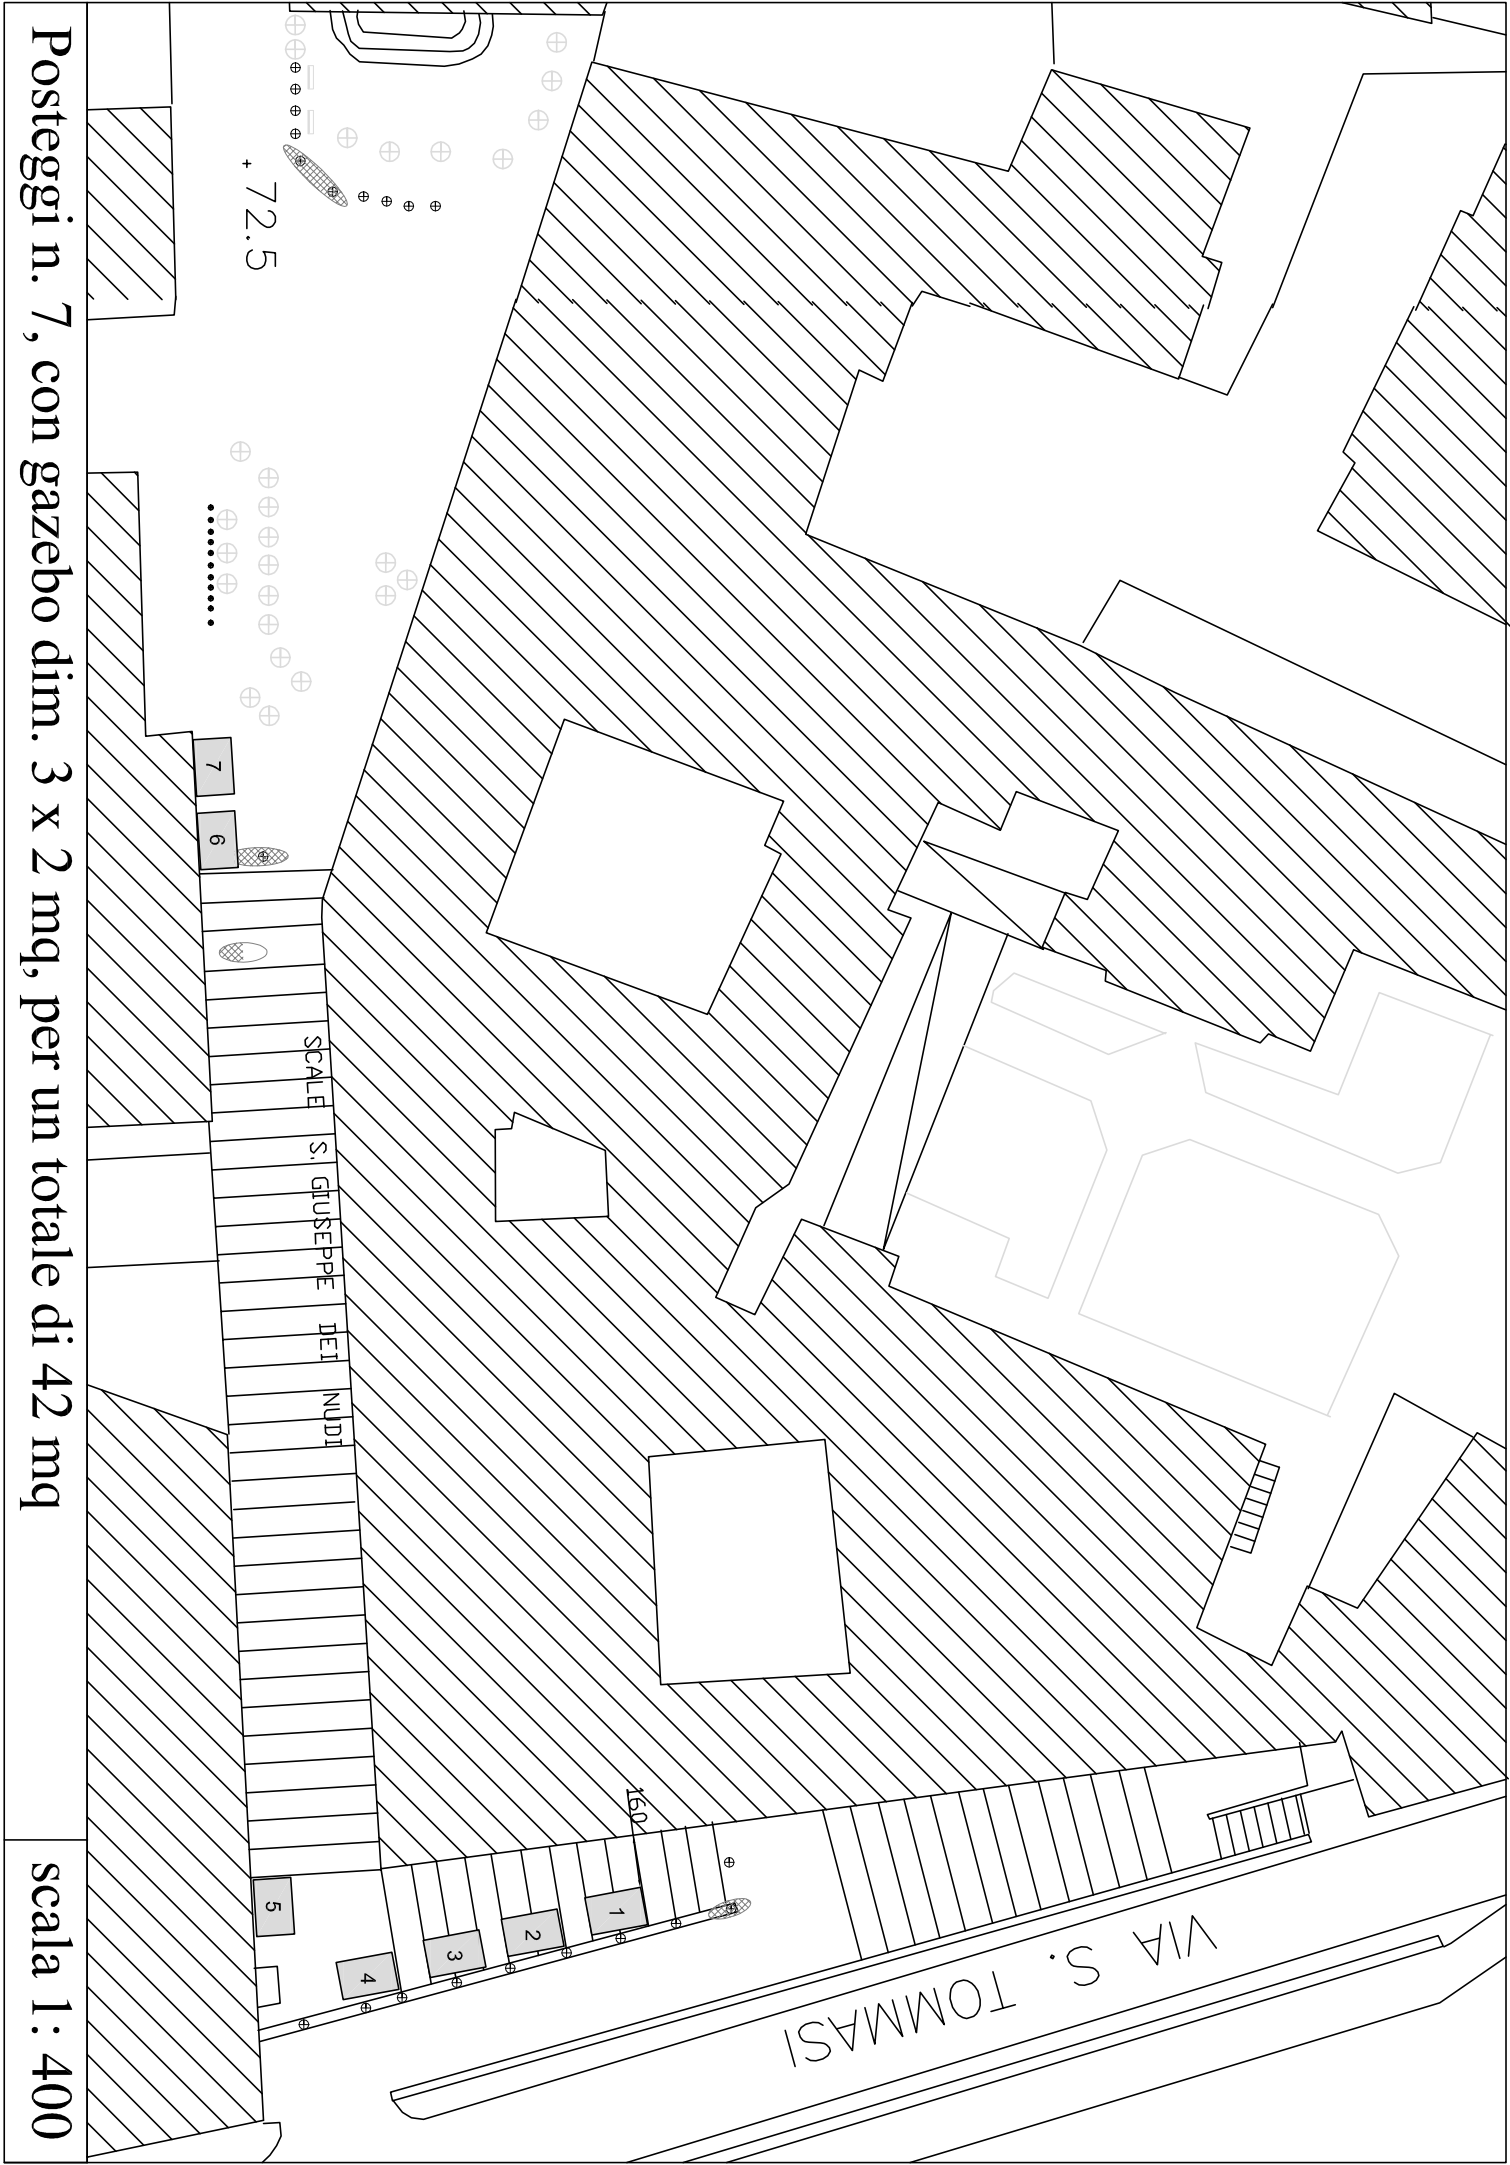 + 72.5
7
6
SCALE S. GIUSEPPE DEI NUDI
160
1
2
3
4
5
VIA S. TOMMASI
Posteggi n. 7, con gazebo dim. 3 x 2 mq, per un totale di 42 mq
scala 1: 400